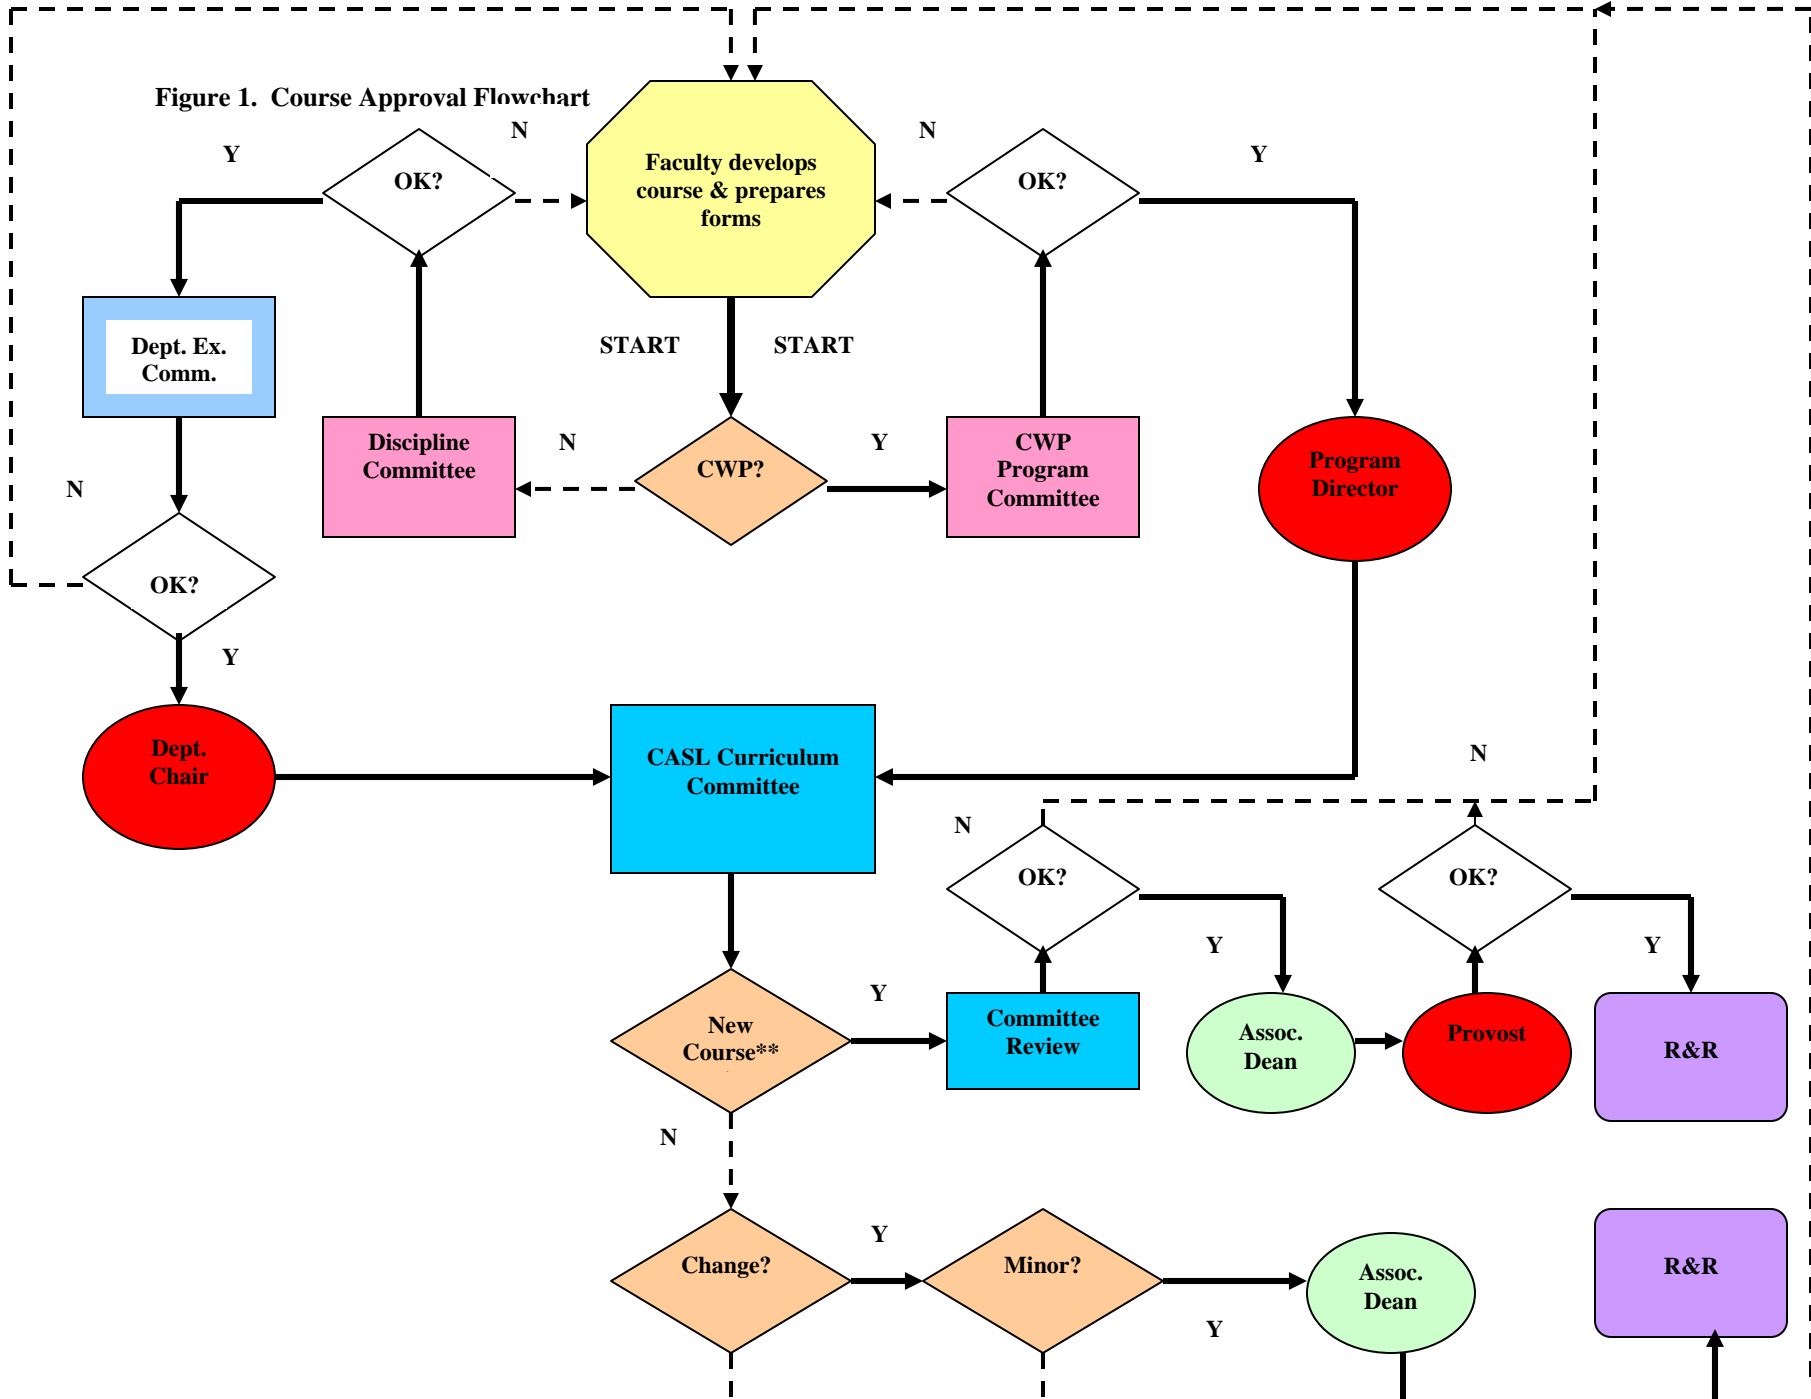 Figure 1. Course Approval Flowchart
N
N
Y
Y
OK?
Faculty develops
course & prepares
forms
OK?
START
START
Dept. Ex.
Comm.
Discipline
Committee
N
CWP?
Y
CWP
Program
Committee
Program
Director
N
OK?
Y
Dept.
Chair
CASL Curriculum
Committee
N
N
OK?
OK?
Y
Y
Y
New
Course**
Committee
Review
Assoc.
Dean
Provost
R&R
N
Change?
Y
Minor?
Y
Assoc.
Dean
R&R